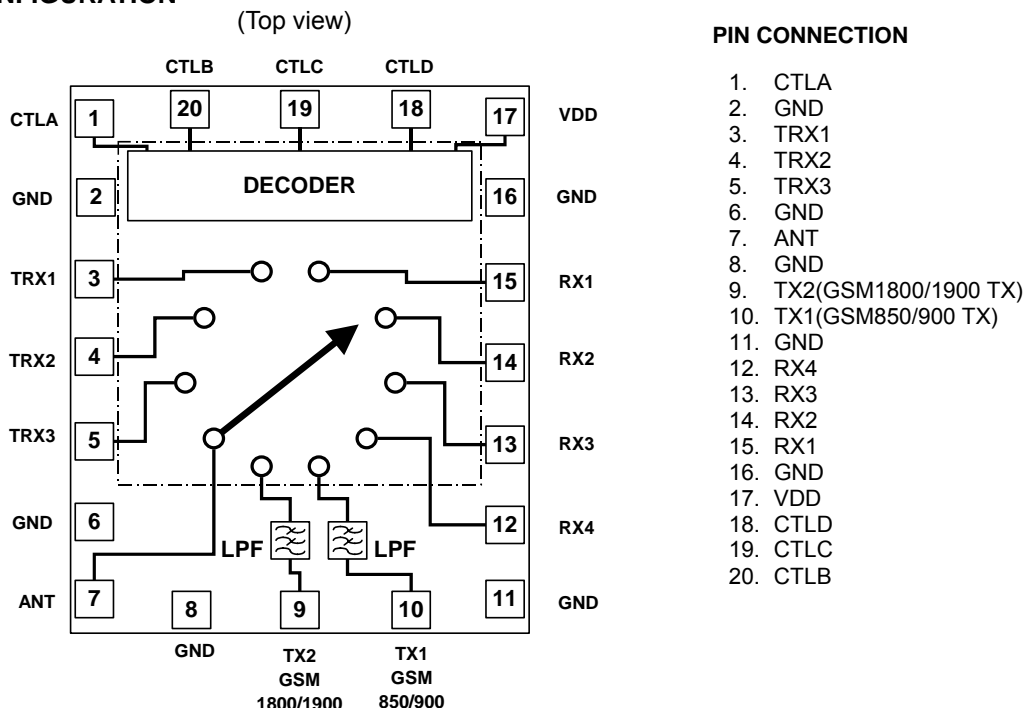 NFIGURATION
(Top view)
CTLB CTLC CTLD
CTLA 1 20 19 18 17 VDD
DECODER
GND 2 16 GND
TRX1 3 15 RX1
TRX2 4 14 RX2
TRX3 5 13 RX3
GND 6 12 RX4
LPF LPF
ANT 7 8 9 10 11 GND
GND TX2 TX1
GSM GSM
1800/1900 850/900
PIN CONNECTION
1. CTLA
2. GND
3. TRX1
4. TRX2
5. TRX3
6. GND
7. ANT
8. GND
9. TX2(GSM1800/1900 TX)
10. TX1(GSM850/900 TX)
11. GND
12. RX4
13. RX3
14. RX2
15. RX1
16. GND
17. VDD
18. CTLD
19. CTLC
20. CTLB